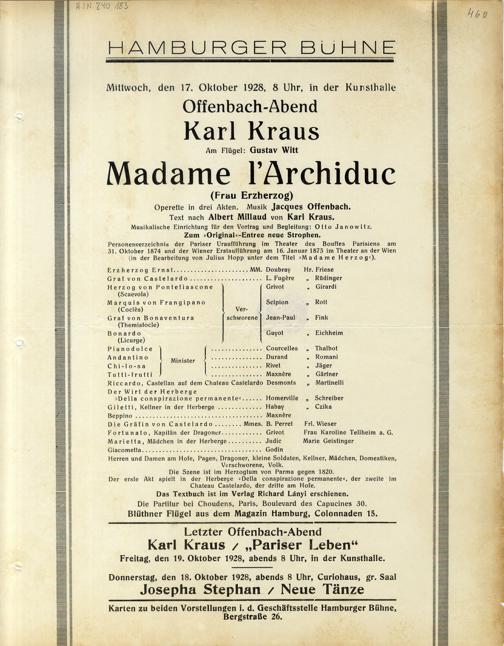 H.I.N. 240 183
460
HAMBURGER BÜHNE
Mittwoch, den 17. Oktober 1928, 8 Uhr, in der Kunsthalle
Offenbach-Abend
Karl Kraus
Am Flügel: Gustav Witt
Madame l'Archiduc
(Frau Erzherzog)
Operette in drei Akten. Musik Jacques Offenbach.
Text nach Albert Millaud von Karl Kraus.
Musikalische Einrichtung für den Vortrag und Begleitung: Otto Janowitz.
Zum »Original«-Entree neue Strophen.
Personenverzeichnis der Pariser Uraufführung im Theater des Bouffes Parisiens am
31. Oktober 1874 und der Wiener Erstaufführung am 16. Januar 1875 im Theater an der Wien
(in der Bearbeitung von Julius Hopp unter dem Titel »Madame Herzog«).
Erzherzog Ernst MM. Doubray Hr. Friese
Graf von Castelardo L. Fugère „ Rüdinger
Herzog von Ponteliascone Grivot „ Girardi
(Scaevola)
Marquis von Frangipano Scipion „ Rott
(Coclès) Ver-
Graf von Bonaventura schworene Jean-Paul „ Fink
(Themistocle)
Bonardo Guyot „ Eichheim
(Licurge)
Pianodolce Courcelles „ Thalbot
Andantino Durand „ Romani
Chi-lo-sa Minister Rivet „ Jäger
Tutti-frutti Maxnère „ Gärtner
Riccardo, Castellan auf dem Chateau Castelardo Desmonts „ Martinelli
Der Wirt der Herberge
»Della conspirazione permanente« Homerville „ Schreiber
Giletti, Kellner in der Herberge Habay „ Czika
Beppino Maxnère
Die Gräfin von Castelardo Mmes. B. Perret Frl. Wieser
Fortunato, Kapitän der Dragoner Grivot Frau Karoline Tellheim a. G.
Marietta, Mädchen in der Herberge Judic Marie Geistinger
Giacometta Godin
Herren und Damen am Hofe, Pagen, Dragoner, kleine Soldaten, Kellner, Mädchen, Domestiken,
Verschworene, Volk.
Die Szene ist im Herzogtum von Parma gegen 1820.
Der erste Akt spielt in der Herberge »Della conspirazione permanente«, der zweite im
Chateau Castelardo, der dritte am Hofe.
Das Textbuch ist im Verlag Richard Lányi erschienen.
Die Partitur bei Choudens, Paris, Boulevard des Capucines 30.
Blüthner Flügel aus dem Magazin Hamburg, Colonnaden 15.
Letzter Offenbach-Abend
Karl Kraus / „Pariser Leben“
Freitag, den 19. Oktober 1928, abends 8 Uhr, in der Kunsthalle.
Donnerstag, den 18. Oktober 1928, abends 8 Uhr, Curiohaus, gr. Saal
Josepha Stephan / Neue Tänze
Karten zu beiden Vorstellungen i. d. Geschäftsstelle Hamburger Bühne,
Bergstraße 26.